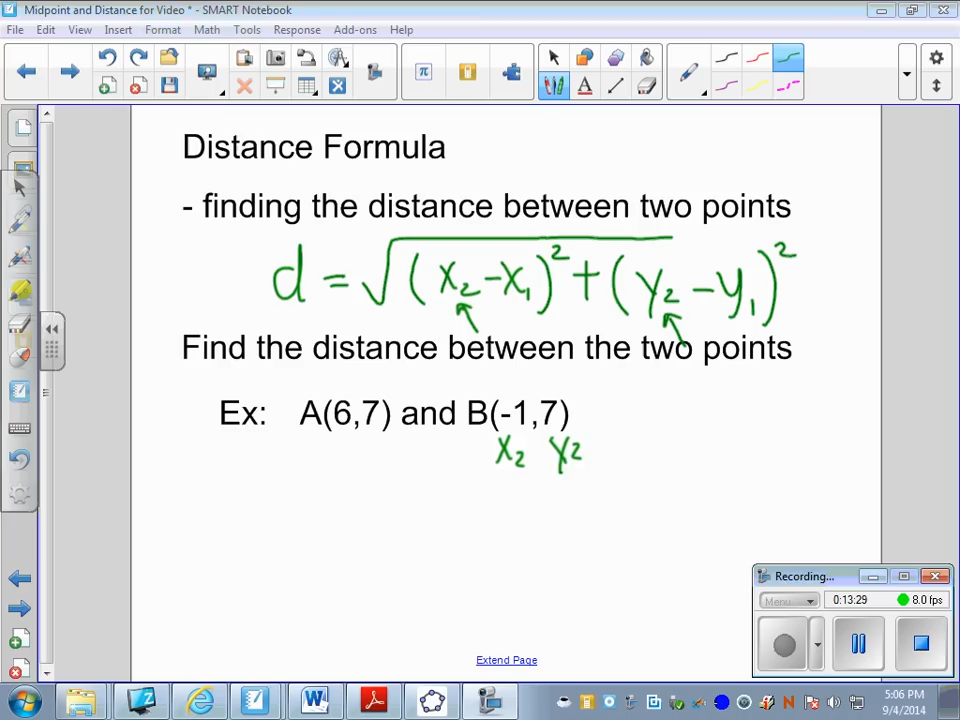 Midpoint and Distance for Video * - SMART Notebook
File Edit View Insert Format Math Tools Response Add-ons Help
Distance Formula
- finding the distance between two points
d = √(x₂-x₁)² + (y₂-y₁)²
Find the distance between the two points
Ex: A(6,7) and B(-1,7)
x₂ y₂
Recording...
Menu 0:13:29 8.0 fps
Extend Page
5:06 PM
9/4/2014